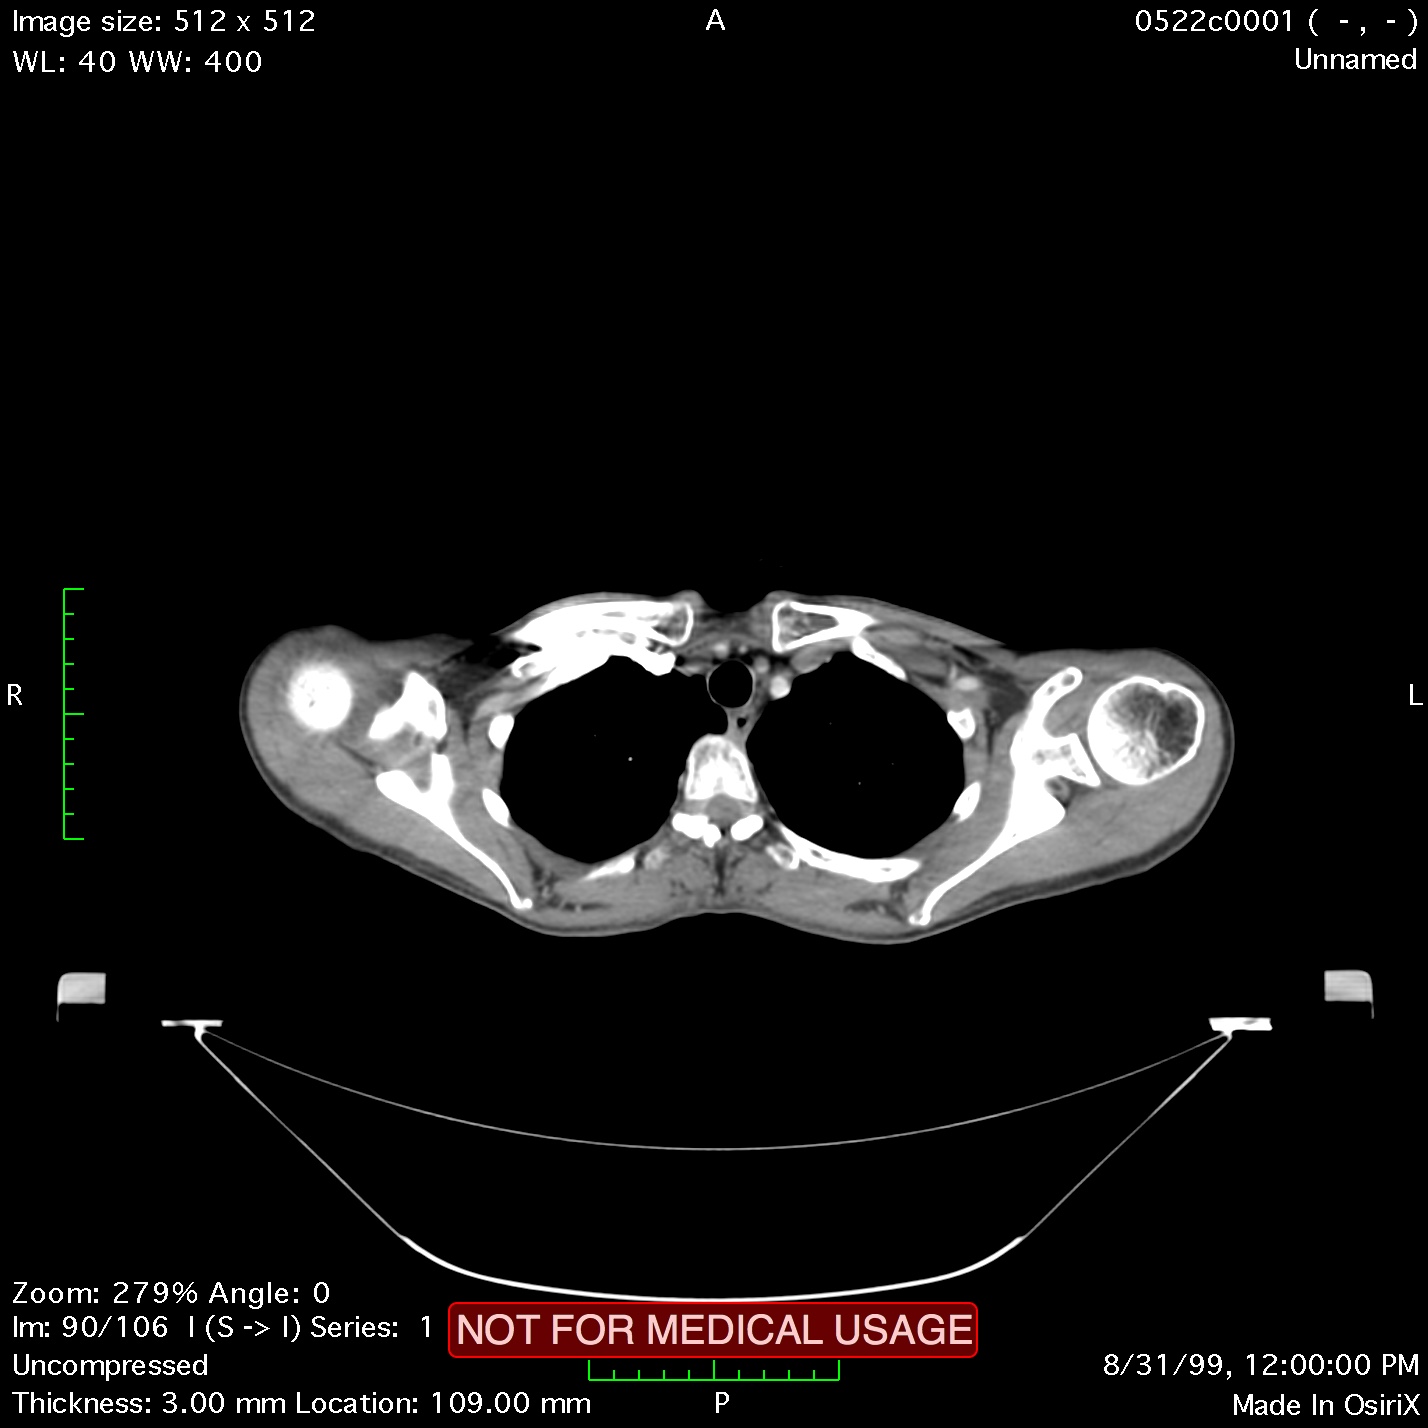 Image size: 512 x 512
WL: 40 WW: 400
A
0522c0001 ( - , - )
Unnamed
R
L
Zoom: 279% Angle: 0
Im: 90/106 I (S -> I) Series: 1
Uncompressed
Thickness: 3.00 mm Location: 109.00 mm
NOT FOR MEDICAL USAGE
P
8/31/99, 12:00:00 PM
Made In OsiriX